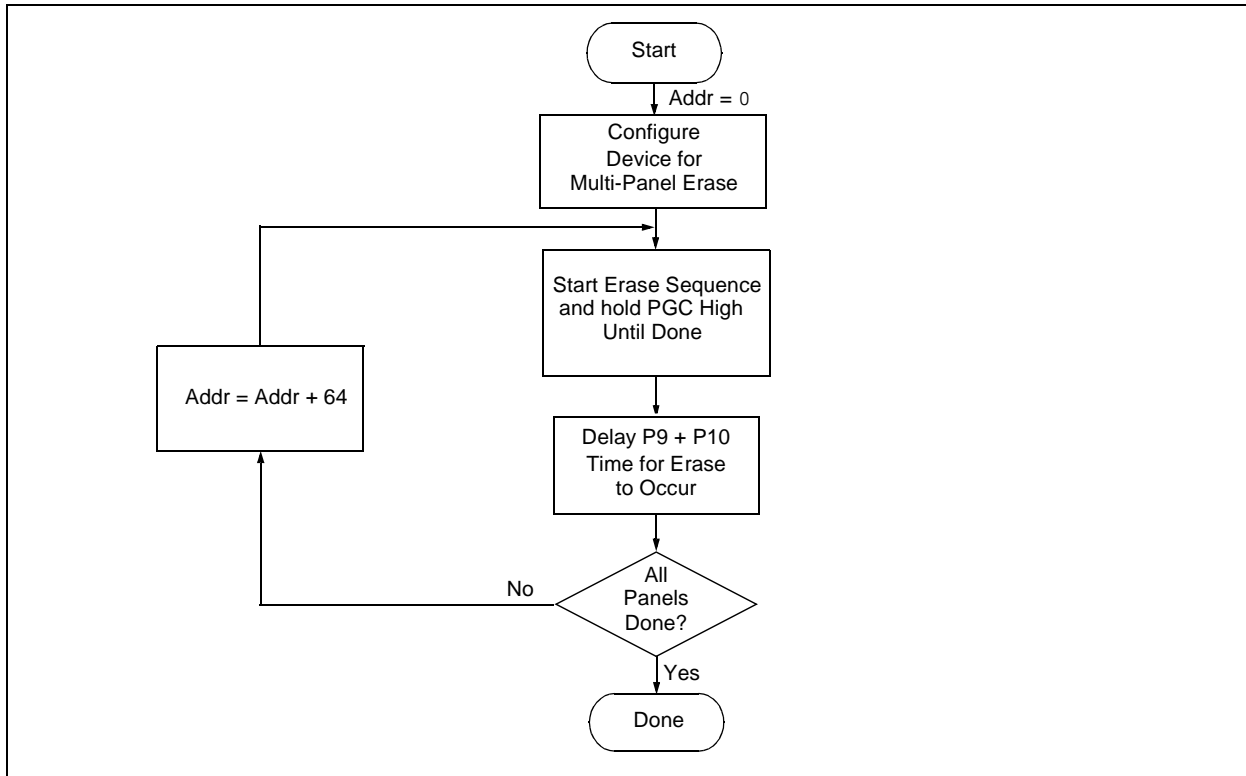 Start
Addr = 0
Configure
Device for
Multi-Panel Erase
Start Erase Sequence
and hold PGC High
Until Done
Addr = Addr + 64
Delay P9 + P10
Time for Erase
to Occur
All
Panels
Done?
No
Yes
Done